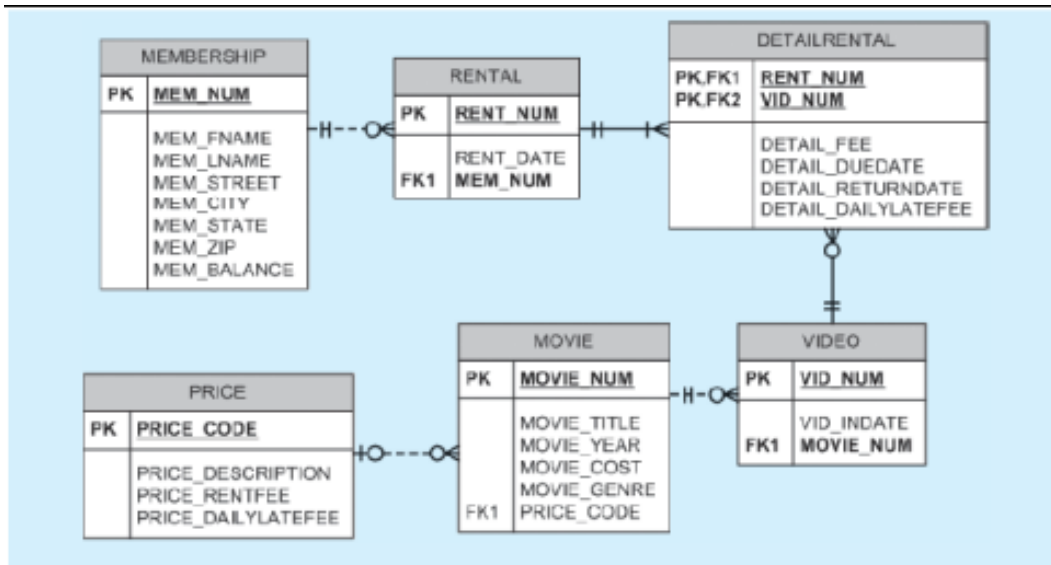 MEMBERSHIP
PK MEM_NUM
MEM_FNAME
MEM_LNAME
MEM_STREET
MEM_CITY
MEM_STATE
MEM_ZIP
MEM_BALANCE
RENTAL
PK RENT_NUM
RENT_DATE
FK1 MEM_NUM
DETAILRENTAL
PK,FK1 RENT_NUM
PK,FK2 VID_NUM
DETAIL_FEE
DETAIL_DUEDATE
DETAIL_RETURNDATE
DETAIL_DAILYLATEFEE
PRICE
PK PRICE_CODE
PRICE_DESCRIPTION
PRICE_RENTFEE
PRICE_DAILYLATEFEE
MOVIE
PK MOVIE_NUM
MOVIE_TITLE
MOVIE_YEAR
MOVIE_COST
MOVIE_GENRE
FK1 PRICE_CODE
VIDEO
PK VID_NUM
VID_INDATE
FK1 MOVIE_NUM